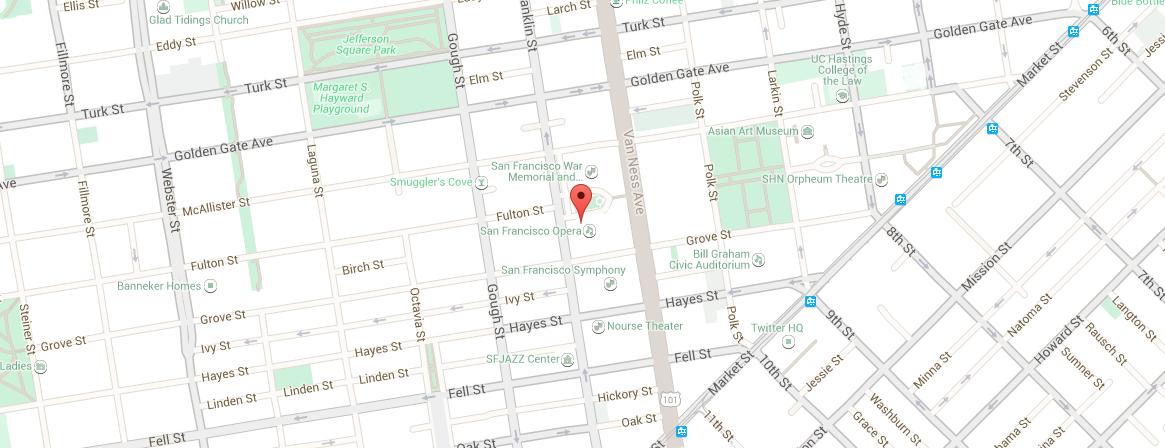 Ellis St
Willow St
Larch St
Philz Coffee
Blue Bottle
Glad Tidings Church
Turk St
Hyde St
Golden Gate Ave
6th St
Jessie
Eddy St
Jefferson
Square Park
Gough St
Franklin St
Elm St
UC Hastings
College of
the Law
Market St
Stevenson St
Fillmore St
Turk St
Turk St
Margaret S.
Hayward
Playground
Elm St
Golden Gate Ave
Polk St
Larkin St
Golden Gate Ave
Laguna St
Van Ness Ave
Asian Art Museum
7th St
Ave
Webster St
Fillmore St
McAllister St
Smuggler's Cove
San Francisco War
Memorial and...
Polk St
SHN Orpheum Theatre
Fulton St
San Francisco Opera
Grove St
8th St
Mission St
Fulton St
Birch St
San Francisco Symphony
Bill Graham
Civic Auditorium
7th St
Banneker Homes
Octavia St
Gough St
Ivy St
Hayes St
Natoma St
Langton St
Steiner St
Grove St
Hayes St
Nourse Theater
Polk St
Twitter HQ
9th St
Howard St
Rausch St
Grove St
Ivy St
Hayes St
SFJAZZ Center
Fell St
Market St
10th St
Jessie St
Minna St
Sumner St
Ladies
Hayes St
Linden St
Linden St
Linden St
Fell St
Hickory St
101
Washburn St
Grace St
Fell St
Oak St
Oak St
11th St